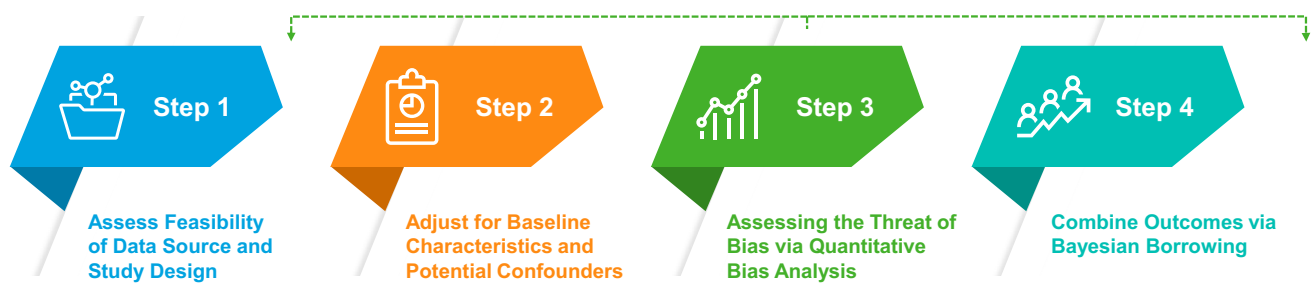 Step 1
Assess Feasibility
of Data Source and
Study Design
Step 2
Adjust for Baseline
Characteristics and
Potential Confounders
Step 3
Assessing the Threat of
Bias via Quantitative
Bias Analysis
Step 4
Combine Outcomes via
Bayesian Borrowing